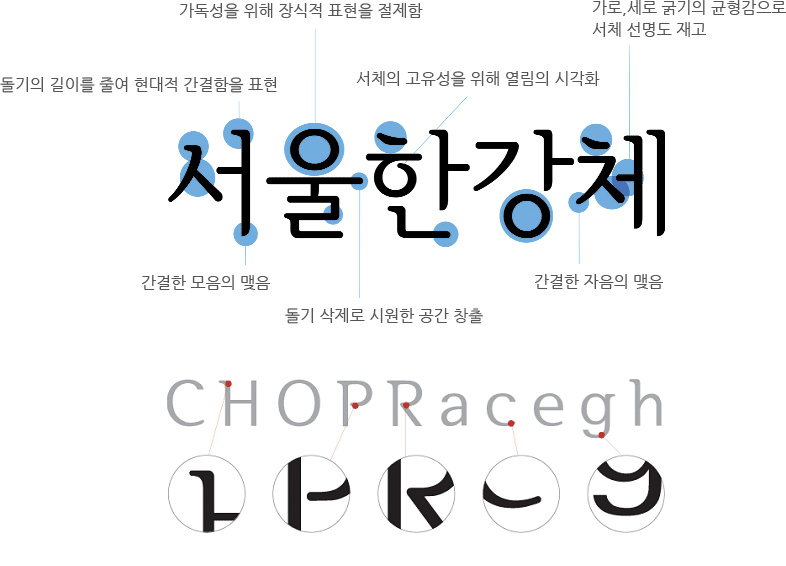 가독성을 위해 장식적 표현을 절제함
가로,세로 굵기의 균형감으로
서체 선명도 재고
돌기의 길이를 줄여 현대적 간결함을 표현
서체의 고유성을 위해 열림의 시각화
서울한강체
간결한 모음의 맺음
간결한 자음의 맺음
돌기 삭제로 시원한 공간 창출
CHOPRacegh